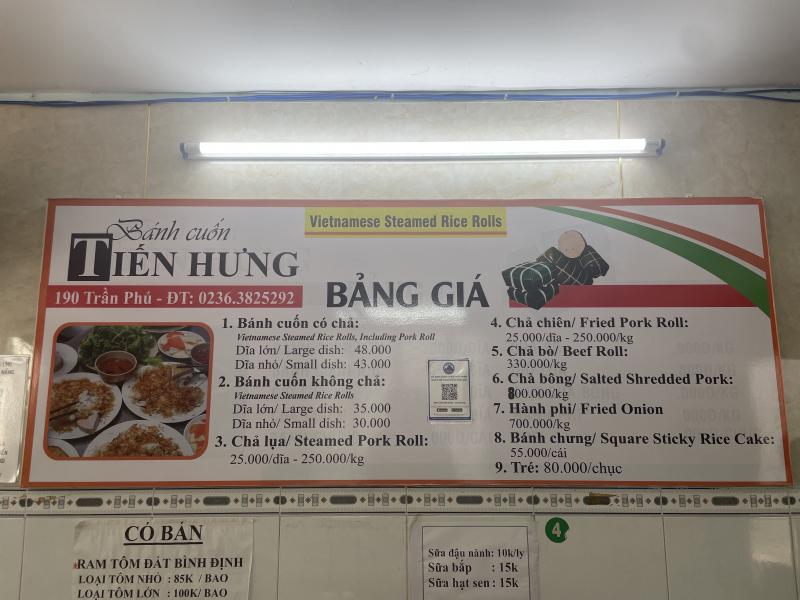 Vietnamese Steamed Rice Rolls
Bánh cuốn
TIẾN HƯNG
190 Trần Phú - ĐT: 0236.3825292
BẢNG GIÁ
1. Bánh cuốn có chả:
Vietnamese Steamed Rice Rolls, Including Pork Roll
Dĩa lớn/ Large dish: 48.000
Dĩa nhỏ/ Small dish: 43.000
2. Bánh cuốn không chả:
Vietnamese Steamed Rice Rolls
Dĩa lớn/ Large dish: 35.000
Dĩa nhỏ/ Small dish: 30.000
3. Chả lụa/ Steamed Pork Roll:
25.000/dĩa - 250.000/kg
4. Chả chiên/ Fried Pork Roll:
25.000/dĩa - 250.000/kg
5. Chả bò/ Beef Roll:
330.000/kg
6. Chà bông/ Salted Shredded Pork:
800.000/kg
7. Hành phi/ Fried Onion
700.000/kg
8. Bánh chưng/ Square Sticky Rice Cake:
55.000/cái
9. Tré: 80.000/chục
CÓ BÁN
RAM TÔM ĐẤT BÌNH ĐỊNH
LOẠI TÔM NHỎ : 85K / BAO
LOẠI TÔM LỚN : 100K/ BAO
Sữa đậu nành: 10k/ly
Sữa bắp : 15k
Sữa hạt sen : 15k
4